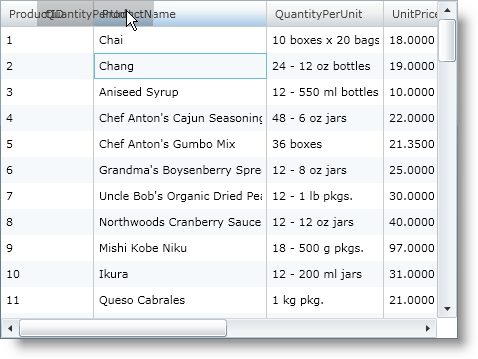 ProductID QuantityPerUnit ProductName QuantityPerUnit UnitPrice
1 Chai 10 boxes x 20 bags 18.0000
2 Chang 24 - 12 oz bottles 19.0000
3 Aniseed Syrup 12 - 550 ml bottles 10.0000
4 Chef Anton's Cajun Seasoning 48 - 6 oz jars 22.0000
5 Chef Anton's Gumbo Mix 36 boxes 21.3500
6 Grandma's Boysenberry Spre 12 - 8 oz jars 25.0000
7 Uncle Bob's Organic Dried Pea 12 - 1 lb pkgs. 30.0000
8 Northwoods Cranberry Sauce 12 - 12 oz jars 40.0000
9 Mishi Kobe Niku 18 - 500 g pkgs. 97.0000
10 Ikura 12 - 200 ml jars 31.0000
11 Queso Cabrales 1 kg pkg. 21.0000